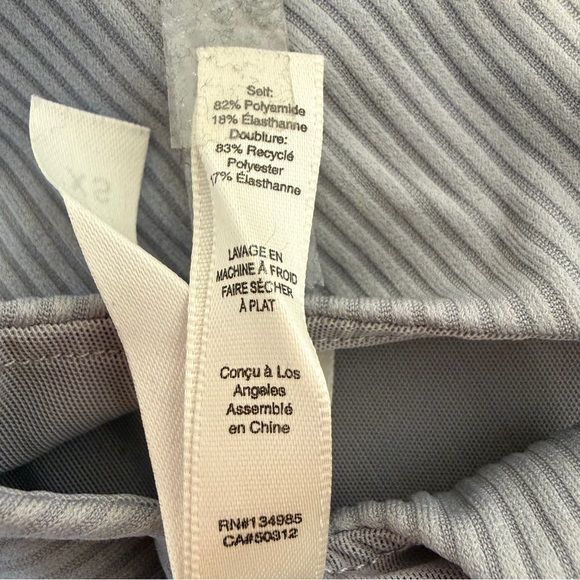 Self:
82% Polyamide
18% Élasthanne
Doublure:
83% Recyclé
Polyester
17% Élasthanne
LAVAGE EN
MACHINE À FROID
FAIRE SÉCHER
À PLAT
Conçu à Los
Angeles
Assemblé
en Chine
RN#134985
CA#50312
XS